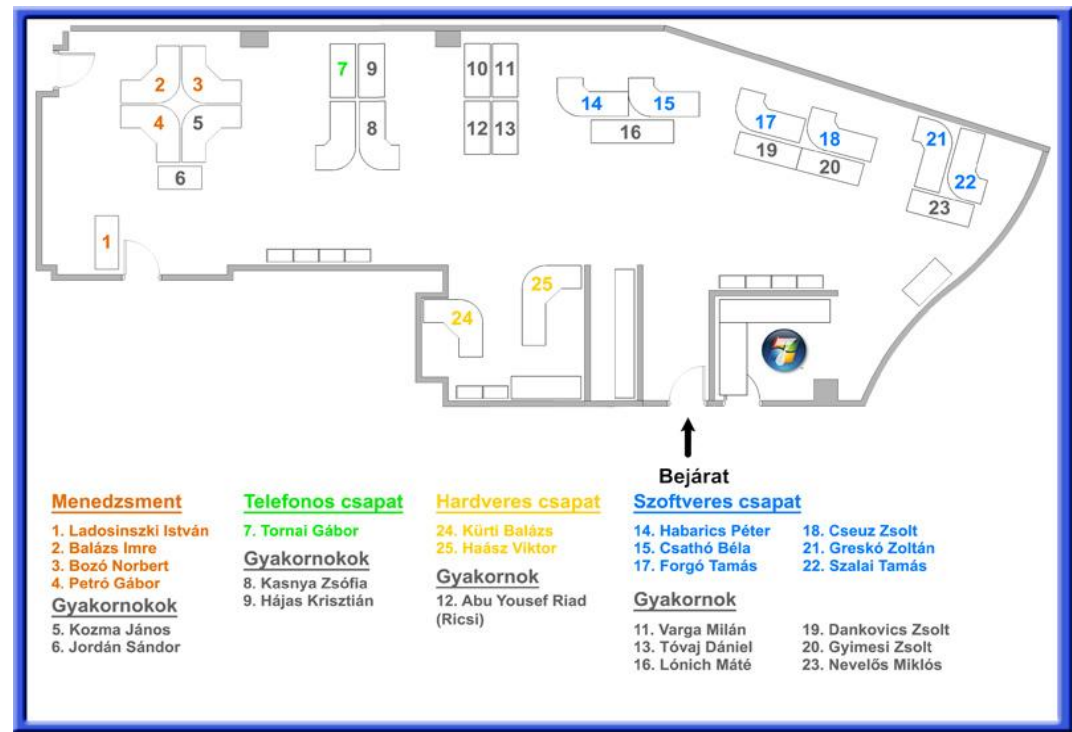 2 3
4 5
6
1
7 9
8
10 11
12 13
14 15
16
17 18
19 20
21 22
23
24 25
7
Bejárat
Menedzsment
1. Ladosinszki István
2. Balázs Imre
3. Bozó Norbert
4. Petró Gábor
Gyakornokok
5. Kozma János
6. Jordán Sándor
Telefonos csapat
7. Tornai Gábor
Gyakornokok
8. Kasnya Zsófia
9. Hájas Krisztián
Hardveres csapat
24. Kürti Balázs
25. Haász Viktor
Gyakornok
12. Abu Yousef Riad
(Ricsi)
Szoftveres csapat
14. Habarics Péter
15. Csathó Béla
17. Forgó Tamás
18. Cseuz Zsolt
21. Greskó Zoltán
22. Szalai Tamás
Gyakornok
11. Varga Milán
13. Tóvaj Dániel
16. Lónich Máté
19. Dankovics Zsolt
20. Gyimesi Zsolt
23. Nevelős Miklós